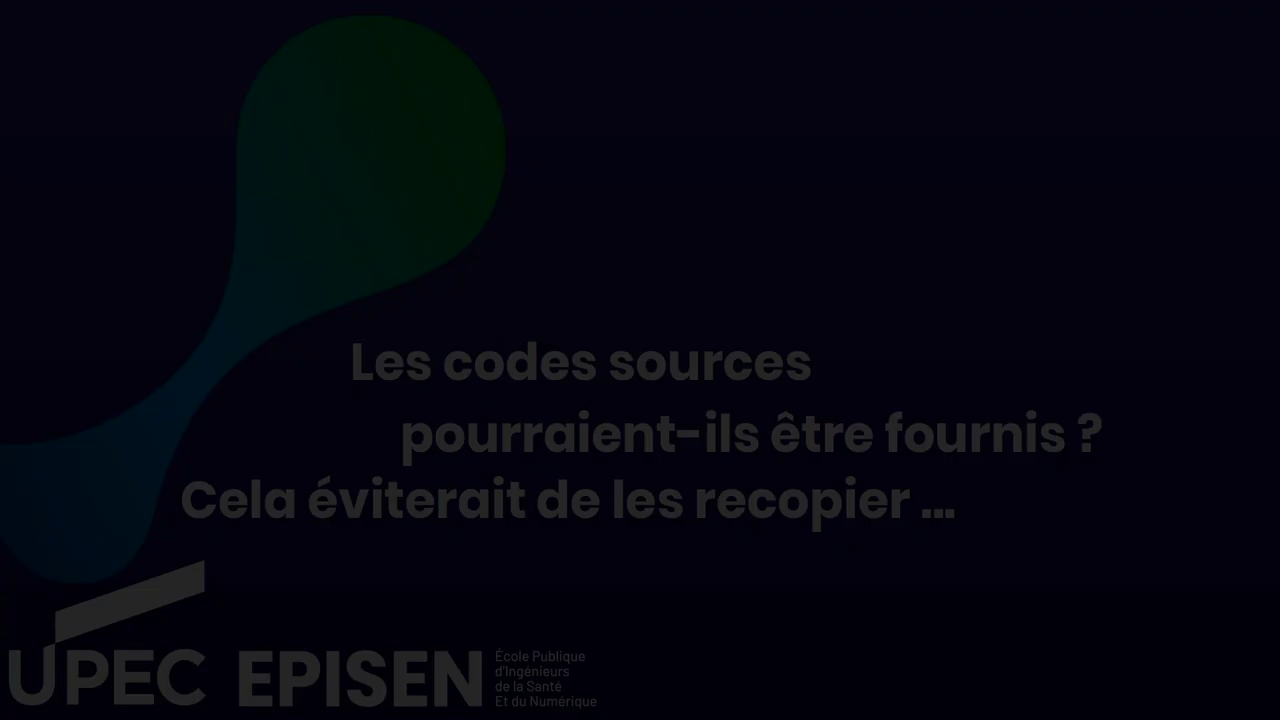 Les codes sources
pourraient-ils être fournis ?
Cela éviterait de les recopier ...
UPEC EPISEN
École Publique
d'Ingénieurs
de la Santé
Et du Numérique